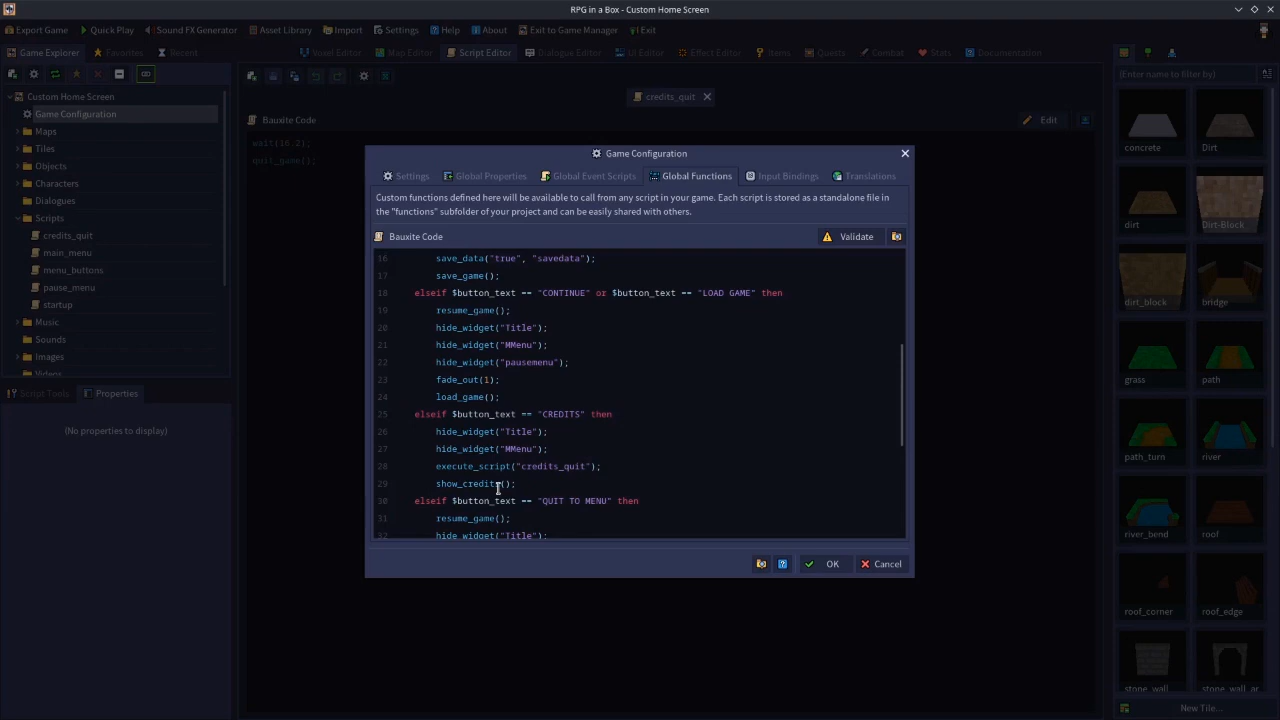 RPG in a Box - Custom Home Screen
Export Game Quick Play Sound FX Generator Asset Library Import Settings Help About Exit to Game Manager Exit
Game Explorer Favorites Recent
Voxel Editor Map Editor Script Editor Dialogue Editor UI Editor Effect Editor Items Quests Combat Stats Documentation
(Enter name to filter by)
Custom Home Screen
Game Configuration
Maps
Tiles
Objects
Characters
Dialogues
Scripts
credits_quit
main_menu
menu_buttons
pause_menu
startup
Music
Sounds
Images
Videos
Script Tools Properties
(No properties to display)
credits_quit
Bauxite Code
Edit
wait(16.2);
quit_game();
Game Configuration
Settings Global Properties Global Event Scripts Global Functions Input Bindings Translations
Custom functions defined here will be available to call from any script in your game. Each script is stored as a standalone file in
the "functions" subfolder of your project and can be easily shared with others.
Bauxite Code Validate
16 save_data("true", "savedata");
17 save_game();
18 elseif $button_text == "CONTINUE" or $button_text == "LOAD GAME" then
19 resume_game();
20 hide_widget("Title");
21 hide_widget("MMenu");
22 hide_widget("pausemenu");
23 fade_out(1);
24 load_game();
25 elseif $button_text == "CREDITS" then
26 hide_widget("Title");
27 hide_widget("MMenu");
28 execute_script("credits_quit");
29 show_credits();
30 elseif $button_text == "QUIT TO MENU" then
31 resume_game();
32 hide_widget("Title");
OK Cancel
concrete Dirt
dirt Dirt-Block
dirt_block bridge
grass path
path_turn river
river_bend roof
roof_corner roof_edge
stone_wall stone_wall_ar
New Tile...